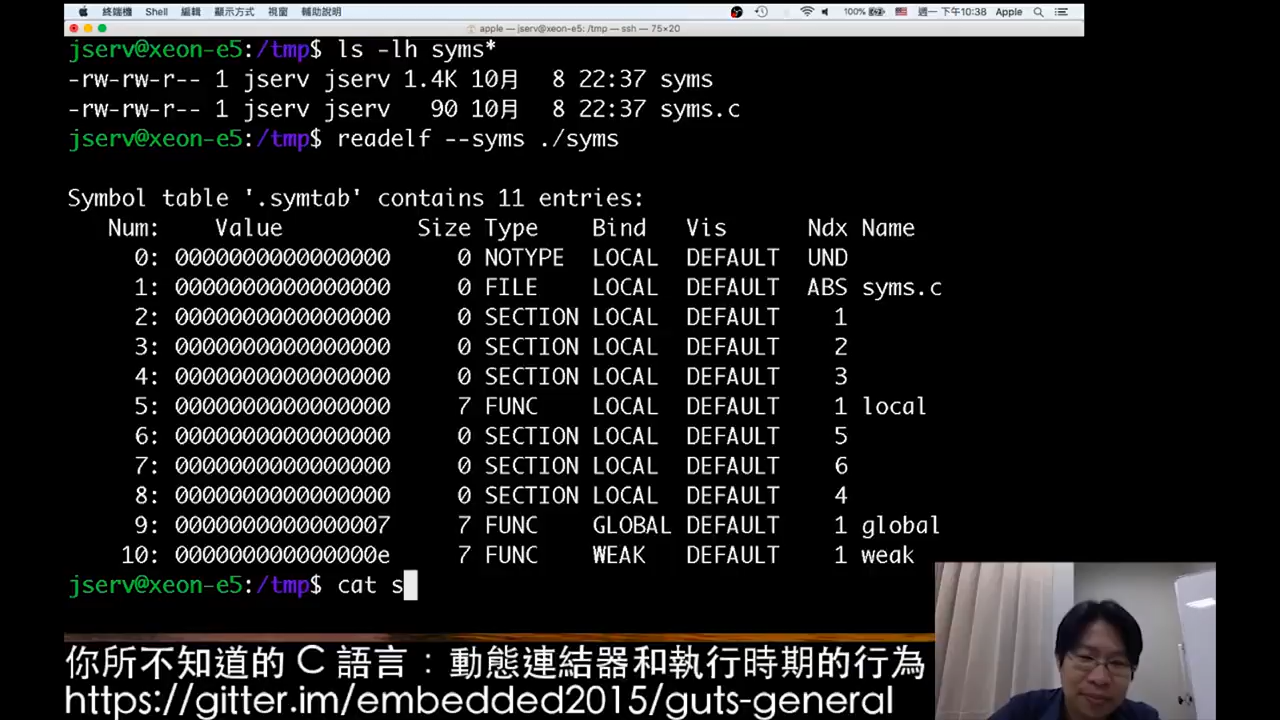 終端機 Shell 編輯 顯示方式 視窗 輔助說明 100% 週一 下午10:38 Apple
apple — jserv@xeon-e5: /tmp — ssh — 75×20
jserv@xeon-e5:/tmp$ ls -lh syms*
-rw-rw-r-- 1 jserv jserv 1.4K 10月  8 22:37 syms
-rw-rw-r-- 1 jserv jserv   90 10月  8 22:37 syms.c
jserv@xeon-e5:/tmp$ readelf --syms ./syms
Symbol table '.symtab' contains 11 entries:
Num: Value Size Type Bind Vis Ndx Name
0: 0000000000000000 0 NOTYPE LOCAL DEFAULT UND
1: 0000000000000000 0 FILE LOCAL DEFAULT ABS syms.c
2: 0000000000000000 0 SECTION LOCAL DEFAULT 1
3: 0000000000000000 0 SECTION LOCAL DEFAULT 2
4: 0000000000000000 0 SECTION LOCAL DEFAULT 3
5: 0000000000000000 7 FUNC LOCAL DEFAULT 1 local
6: 0000000000000000 0 SECTION LOCAL DEFAULT 5
7: 0000000000000000 0 SECTION LOCAL DEFAULT 6
8: 0000000000000000 0 SECTION LOCAL DEFAULT 4
9: 0000000000000007 7 FUNC GLOBAL DEFAULT 1 global
10: 000000000000000e 7 FUNC WEAK DEFAULT 1 weak
jserv@xeon-e5:/tmp$ cat s
你所不知道的 C 語言：動態連結器和執行時期的行為
https://gitter.im/embedded2015/guts-general